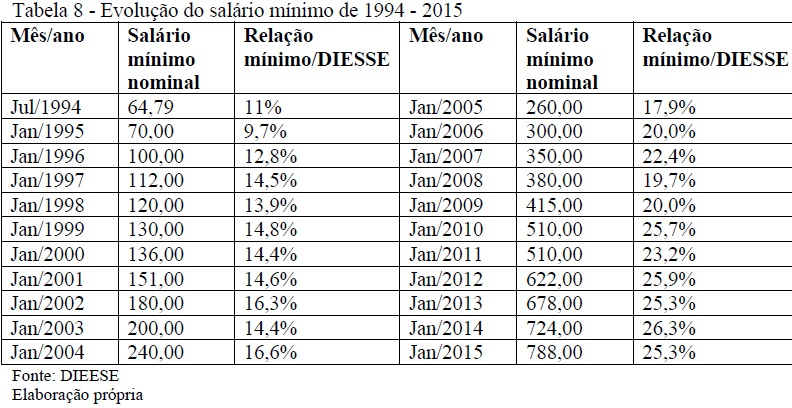 Tabela 8 - Evolução do salário mínimo de 1994 - 2015
Mês/ano Salário mínimo nominal Relação mínimo/DIESSE Mês/ano Salário mínimo nominal Relação mínimo/DIESSE
Jul/1994 64,79 11% Jan/2005 260,00 17,9%
Jan/1995 70,00 9,7% Jan/2006 300,00 20,0%
Jan/1996 100,00 12,8% Jan/2007 350,00 22,4%
Jan/1997 112,00 14,5% Jan/2008 380,00 19,7%
Jan/1998 120,00 13,9% Jan/2009 415,00 20,0%
Jan/1999 130,00 14,8% Jan/2010 510,00 25,7%
Jan/2000 136,00 14,4% Jan/2011 510,00 23,2%
Jan/2001 151,00 14,6% Jan/2012 622,00 25,9%
Jan/2002 180,00 16,3% Jan/2013 678,00 25,3%
Jan/2003 200,00 14,4% Jan/2014 724,00 26,3%
Jan/2004 240,00 16,6% Jan/2015 788,00 25,3%
Fonte: DIEESE
Elaboração própria